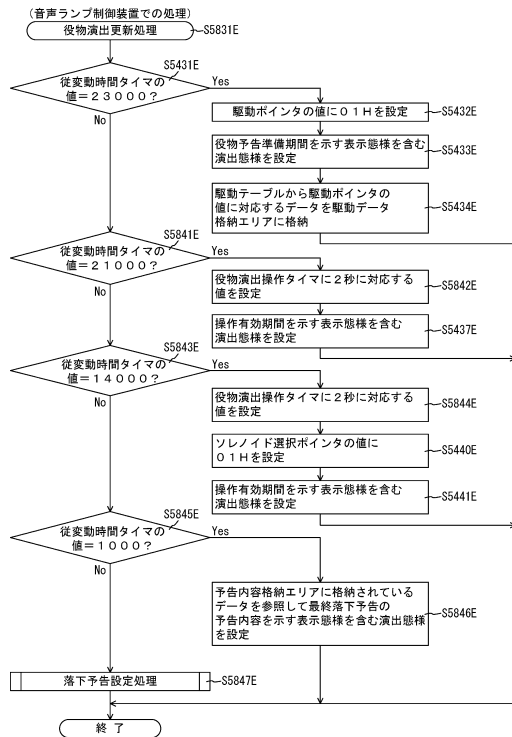 (音声ランプ制御装置での処理)
役物演出更新処理
S5831E
S5431E
従変動時間タイマの
値=23000?
Yes
No
駆動ポインタの値に01Hを設定
S5432E
役物予告準備期間を示す表示態様を含む
演出態様を設定
S5433E
駆動テーブルから駆動ポインタの
値に対応するデータを駆動データ
格納エリアに格納
S5434E
S5841E
従変動時間タイマの
値=21000?
Yes
No
役物演出操作タイマに2秒に対応する
値を設定
S5842E
操作有効期間を示す表示態様を含む
演出態様を設定
S5437E
S5843E
従変動時間タイマの
値=14000?
Yes
No
役物演出操作タイマに2秒に対応する
値を設定
S5844E
ソレノイド選択ポインタの値に
01Hを設定
S5440E
操作有効期間を示す表示態様を含む
演出態様を設定
S5441E
S5845E
従変動時間タイマの
値=1000?
Yes
No
予告内容格納エリアに格納されている
データを参照して最終落下予告の
予告内容を示す表示態様を含む演出態様
を設定
S5846E
落下予告設定処理
S5847E
終了